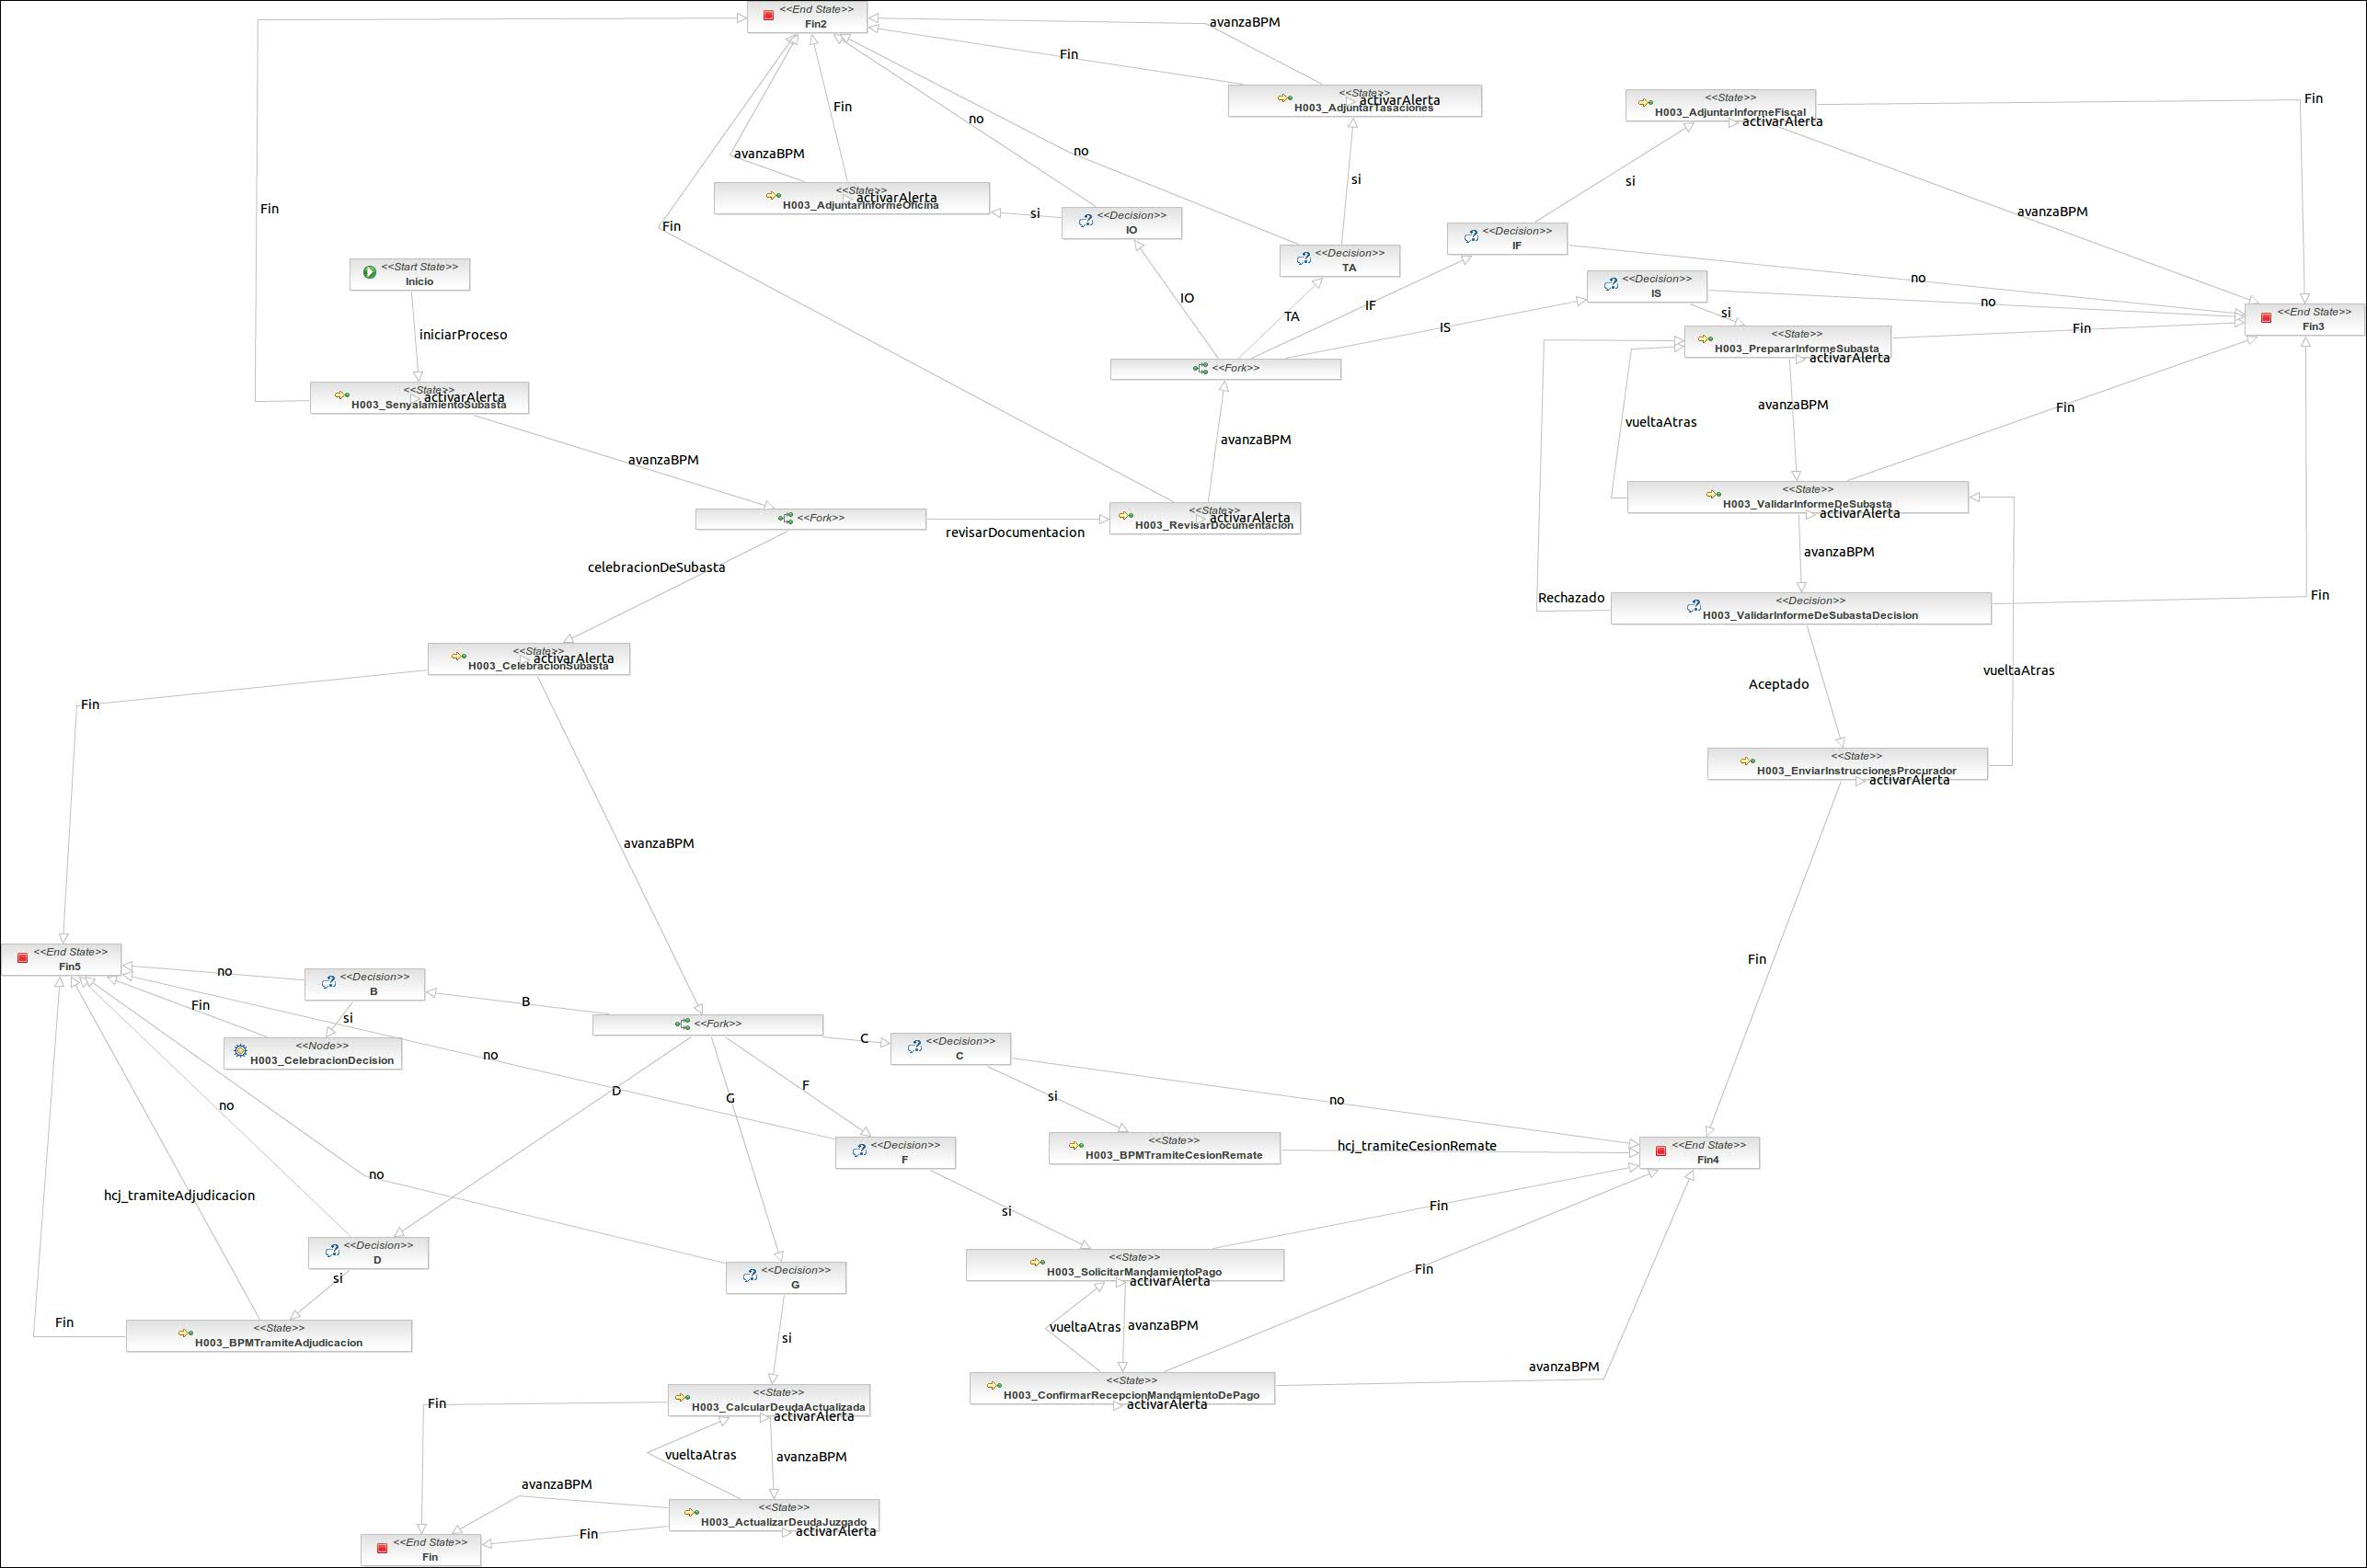 <<End State>>
Fin2
avanzaBPM
Fin
<<State>>
H003_AdjuntarTasaciones
activarAlerta
<<State>>
H003_AdjuntarInformeFiscal
activarAlerta
Fin
Fin
no
no
avanzaBPM
si
si
<<State>>
H003_AdjuntarInformeOficina
activarAlerta
si
<<Decision>>
IO
Fin
Fin
avanzaBPM
<<Decision>>
IF
<<Decision>>
TA
<<Start State>>
Inicio
no
<<Decision>>
IS
no
IO
TA
IF
IS
si
<<End State>>
Fin3
iniciarProceso
<<State>>
H003_PrepararInformeSubasta
activarAlerta
Fin
<<Fork>>
<<State>>
H003_SenyalamientoSubasta
activarAlerta
avanzaBPM
Fin
vueltaAtras
avanzaBPM
avanzaBPM
<<State>>
H003_ValidarInformeDeSubasta
activarAlerta
<<Fork>>
revisarDocumentacion
<<State>>
H003_RevisarDocumentacion
activarAlerta
avanzaBPM
celebracionDeSubasta
Rechazado
<<Decision>>
H003_ValidarInformeDeSubastaDecision
Fin
<<State>>
H003_CelebracionSubasta
activarAlerta
vueltaAtras
Aceptado
Fin
<<State>>
H003_EnviarInstruccionesProcurador
activarAlerta
avanzaBPM
<<End State>>
Fin5
no
<<Decision>>
B
B
Fin
Fin
si
<<Fork>>
<<Node>>
H003_CelebracionDecision
no
C
<<Decision>>
C
D
G
F
si
no
no
<<Decision>>
F
<<State>>
H003_BPMTramiteCesionRemate
hcj_tramiteCesionRemate
<<End State>>
Fin4
no
hcj_tramiteAdjudicacion
si
Fin
<<Decision>>
D
si
<<Decision>>
G
<<State>>
H003_SolicitarMandamientoPago
activarAlerta
Fin
Fin
<<State>>
H003_BPMTramiteAdjudicacion
si
vueltaAtras
avanzaBPM
avanzaBPM
<<State>>
H003_ConfirmarRecepcionMandamientoDePago
activarAlerta
Fin
<<State>>
H003_CalcularDeudaActualizada
activarAlerta
vueltaAtras
avanzaBPM
avanzaBPM
<<State>>
H003_ActualizarDeudaJuzgado
activarAlerta
Fin
<<End State>>
Fin